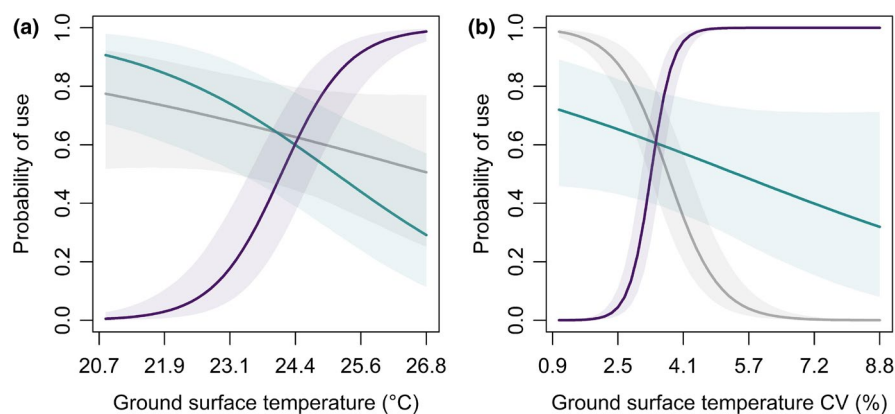 (a)
Probability of use
1.0
0.8
0.6
0.4
0.2
0.0
20.7 21.9 23.1 24.4 25.6 26.8
Ground surface temperature (°C)
(b)
Probability of use
1.0
0.8
0.6
0.4
0.2
0.0
0.9 2.5 4.1 5.7 7.2 8.8
Ground surface temperature CV (%)